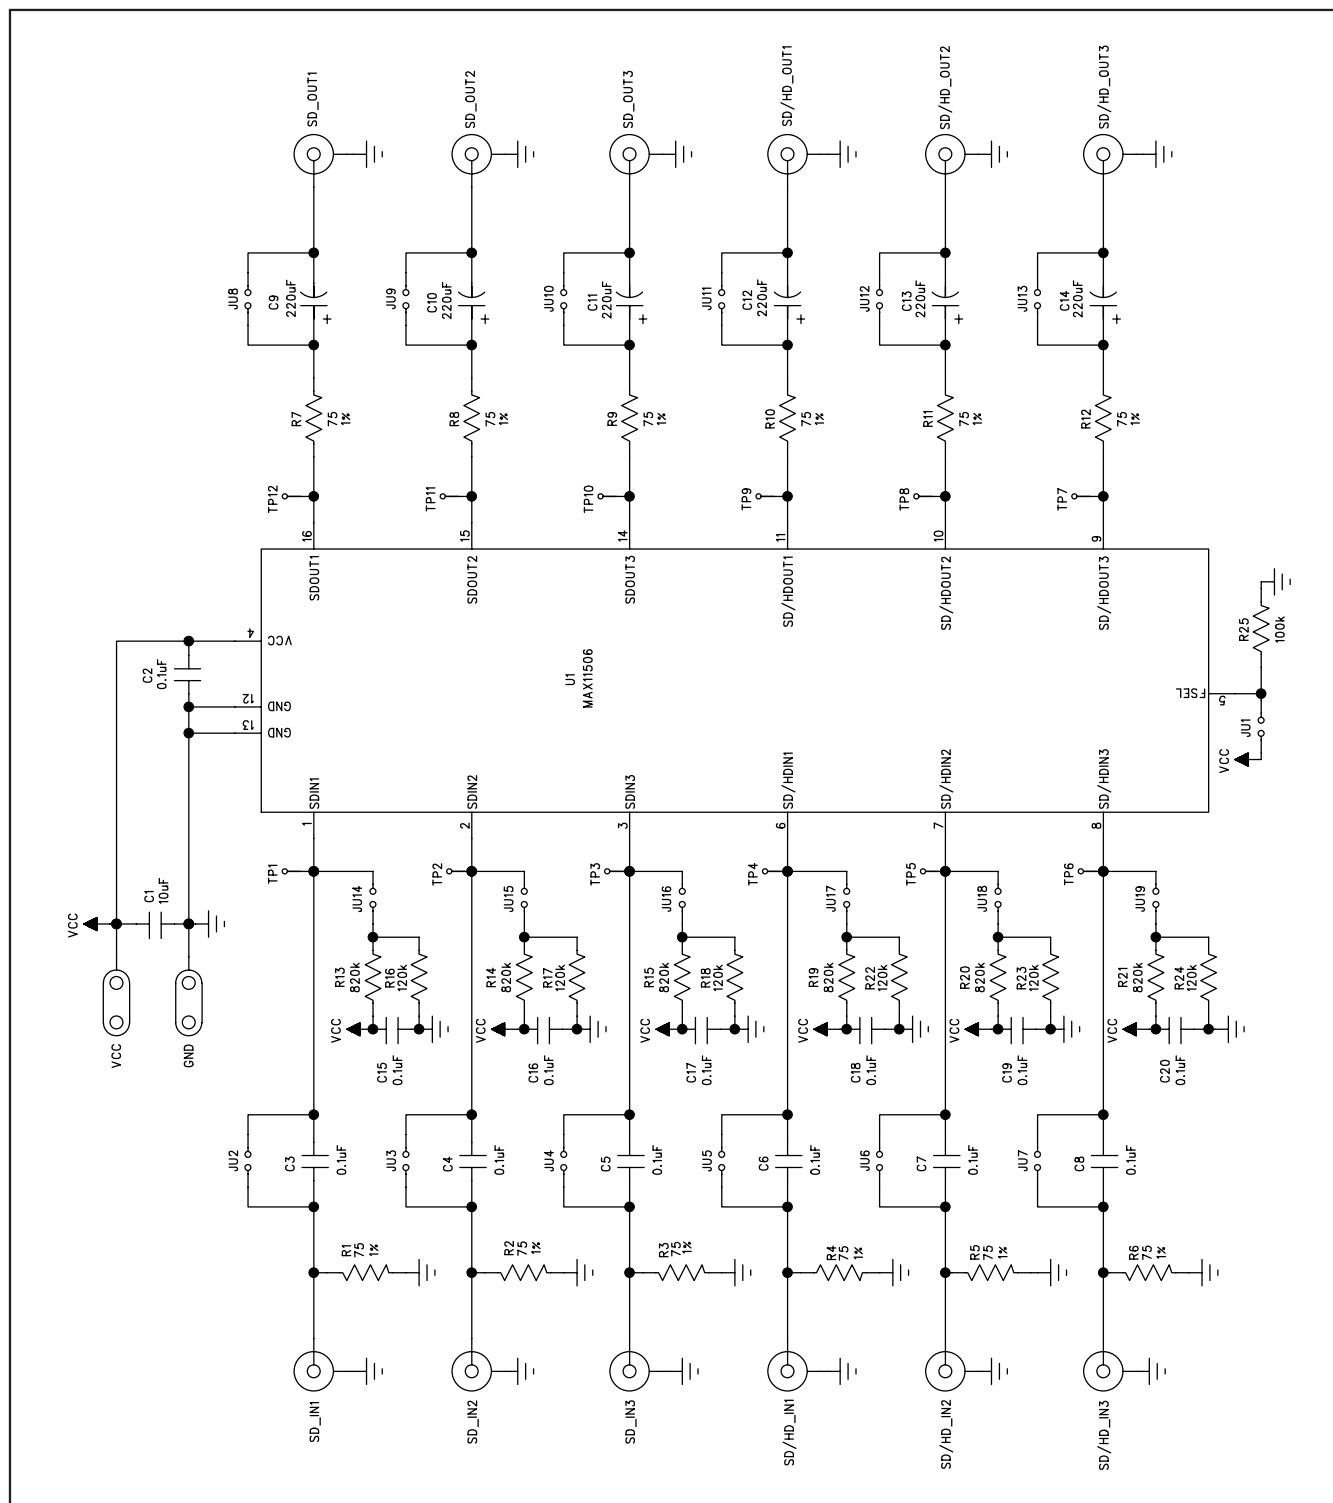 SD_OUT1
SD_OUT2
SD_OUT3
SD/HD_OUT1
SD/HD_OUT2
SD/HD_OUT3
JU8
C9
220uF
+
JU9
C10
220uF
+
JU10
C11
220uF
+
JU11
C12
220uF
+
JU12
C13
220uF
+
JU13
C14
220uF
+
R7
75
1%
R8
75
1%
R9
75
1%
R10
75
1%
R11
75
1%
R12
75
1%
TP12
16
TP11
15
TP10
14
TP9
11
TP8
10
TP7
9
SDOUT1
SDOUT2
SDOUT3
SD/HDOUT1
SD/HDOUT2
SD/HDOUT3
4
VCC
C2
0.1uF
12
GND
13
GND
U1
MAX11506
FSEL
5
R25
100k
JU1
VCC
SDIN1
SDIN2
SDIN3
SD/HDIN1
SD/HDIN2
SD/HDIN3
1
2
3
6
7
8
VCC
C1
10uF
VCC
GND
TP1
JU14
TP2
JU15
TP3
JU16
TP4
JU17
TP5
JU18
TP6
JU19
R13
820k
R16
120k
R14
820k
R17
120k
R15
820k
R18
120k
R19
820k
R22
120k
R20
820k
R23
120k
R21
820k
R24
120k
VCC
C15
0.1uF
VCC
C16
0.1uF
VCC
C17
0.1uF
VCC
C18
0.1uF
VCC
C19
0.1uF
VCC
C20
0.1uF
JU2
C3
0.1uF
JU3
C4
0.1uF
JU4
C5
0.1uF
JU5
C6
0.1uF
JU6
C7
0.1uF
JU7
C8
0.1uF
R1
75
1%
R2
75
1%
R3
75
1%
R4
75
1%
R5
75
1%
R6
75
1%
SD_IN1
SD_IN2
SD_IN3
SD/HD_IN1
SD/HD_IN2
SD/HD_IN3